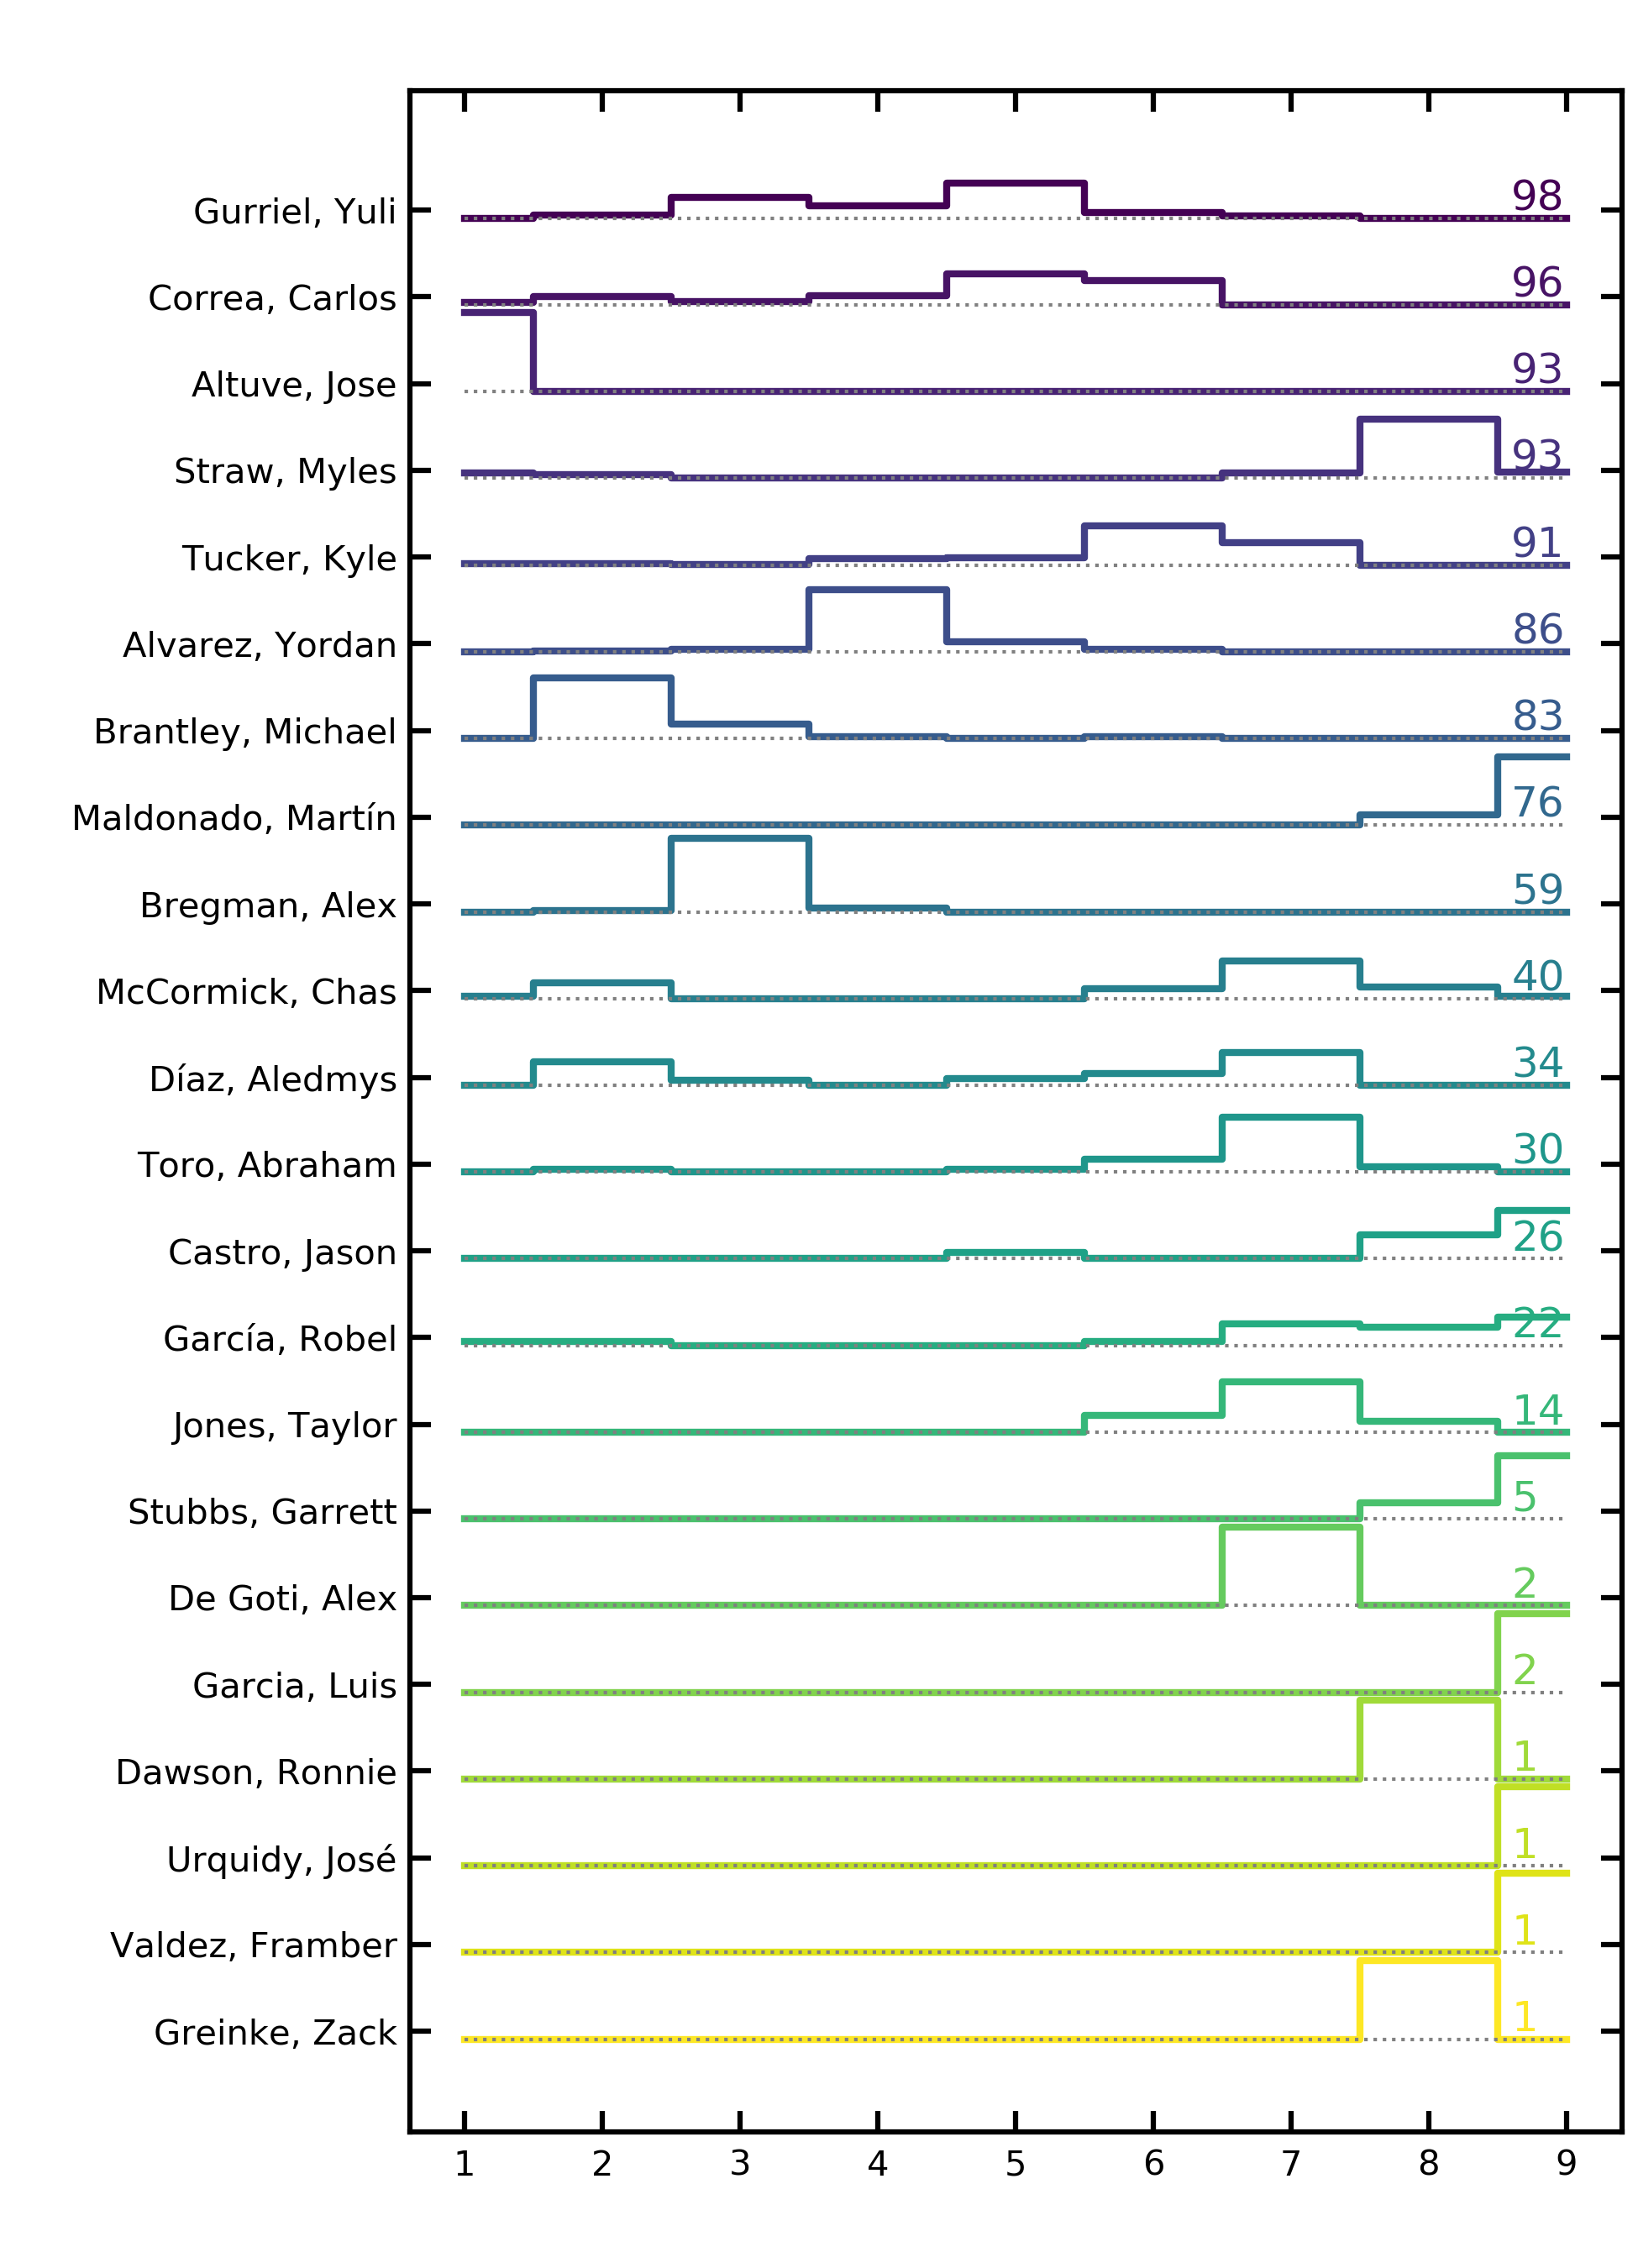 Gurriel, Yuli 98
Correa, Carlos 96
Altuve, Jose 93
Straw, Myles 93
Tucker, Kyle 91
Alvarez, Yordan 86
Brantley, Michael 83
Maldonado, Martín 76
Bregman, Alex 59
McCormick, Chas 40
Díaz, Aledmys 34
Toro, Abraham 30
Castro, Jason 26
García, Robel 22
Jones, Taylor 14
Stubbs, Garrett 5
De Goti, Alex 2
Garcia, Luis 2
Dawson, Ronnie 1
Urquidy, José 1
Valdez, Framber 1
Greinke, Zack 1
1 2 3 4 5 6 7 8 9